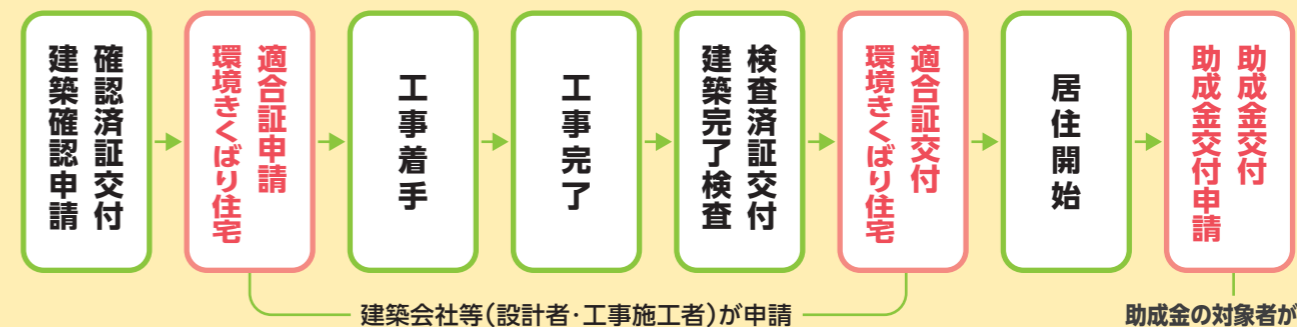 建築確認申請
確認済証交付
環境きくばり住宅
適合証申請
工事着手
工事完了
建築完了検査
検査済証交付
環境きくばり住宅
適合証交付
居住開始
助成金交付申請
助成金交付
建築会社等(設計者・工事施工者)が申請
助成金の対象者が